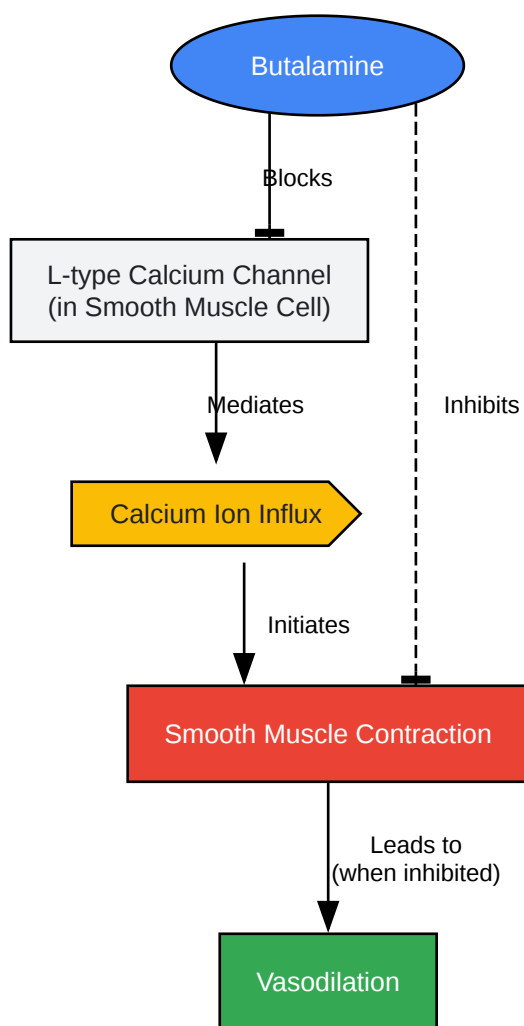 Butalamine
Blocks
L-type Calcium Channel
(in Smooth Muscle Cell)
Mediates
Inhibits
Calcium Ion Influx
Initiates
Smooth Muscle Contraction
Leads to
(when inhibited)
Vasodilation